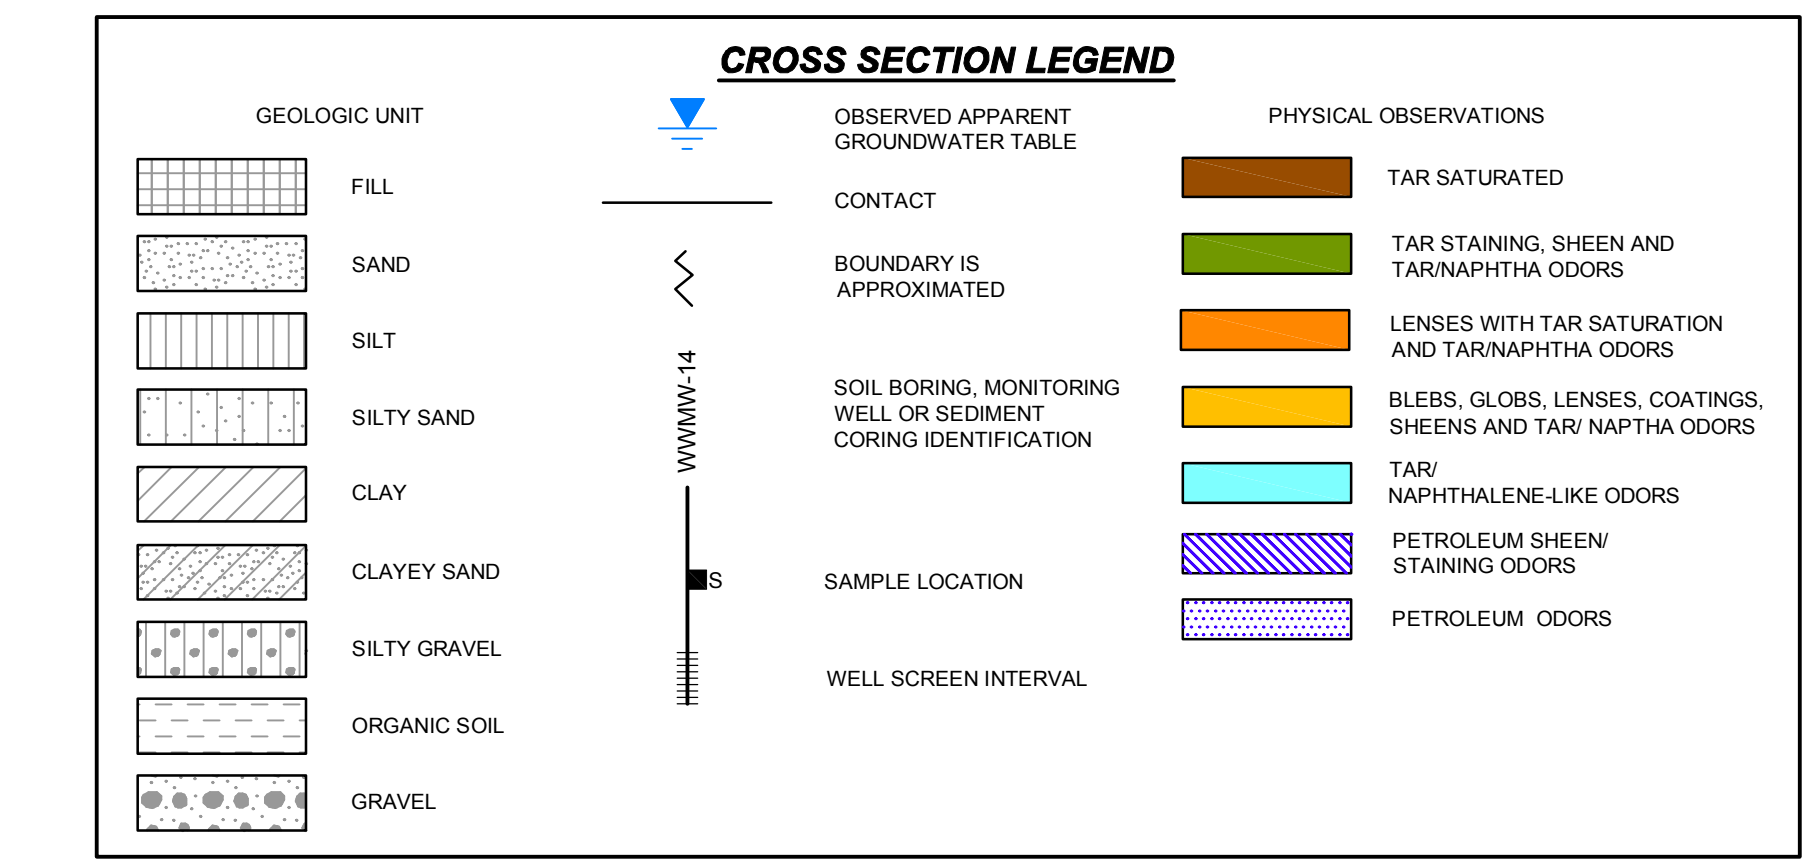 CROSS SECTION LEGEND
GEOLOGIC UNIT
FILL
SAND
SILT
SILTY SAND
CLAY
CLAYEY SAND
SILTY GRAVEL
ORGANIC SOIL
GRAVEL
OBSERVED APPARENT
GROUNDWATER TABLE
CONTACT
BOUNDARY IS
APPROXIMATED
WWMW-14
SOIL BORING, MONITORING
WELL OR SEDIMENT
CORING IDENTIFICATION
S
SAMPLE LOCATION
WELL SCREEN INTERVAL
PHYSICAL OBSERVATIONS
TAR SATURATED
TAR STAINING, SHEEN AND
TAR/NAPHTHA ODORS
LENSES WITH TAR SATURATION
AND TAR/NAPHTHA ODORS
BLEBS, GLOBS, LENSES, COATINGS,
SHEENS AND TAR/ NAPTHA ODORS
TAR/
NAPHTHALENE-LIKE ODORS
PETROLEUM SHEEN/
STAINING ODORS
PETROLEUM ODORS